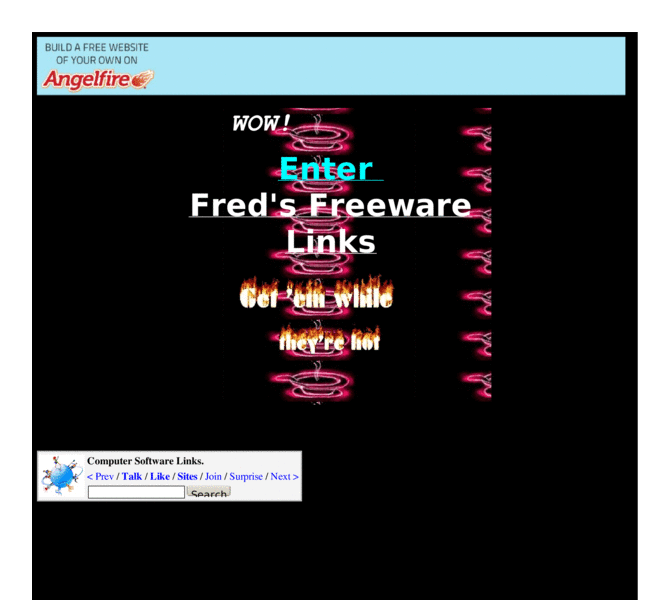 BUILD A FREE WEBSITE
OF YOUR OWN ON
Angelfire
WOW!
Enter
Fred's Freeware
Links
Get 'em while
they're hot
Computer Software Links.
< Prev / Talk / Like / Sites / Join / Surprise / Next >
Search